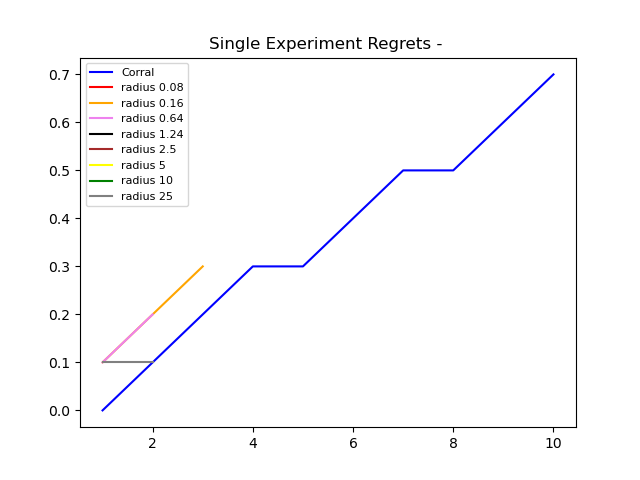 Single Experiment Regrets -
Corral
radius 0.08
radius 0.16
radius 0.64
radius 1.24
radius 2.5
radius 5
radius 10
radius 25
0.7
0.6
0.5
0.4
0.3
0.2
0.1
0.0
2 4 6 8 10